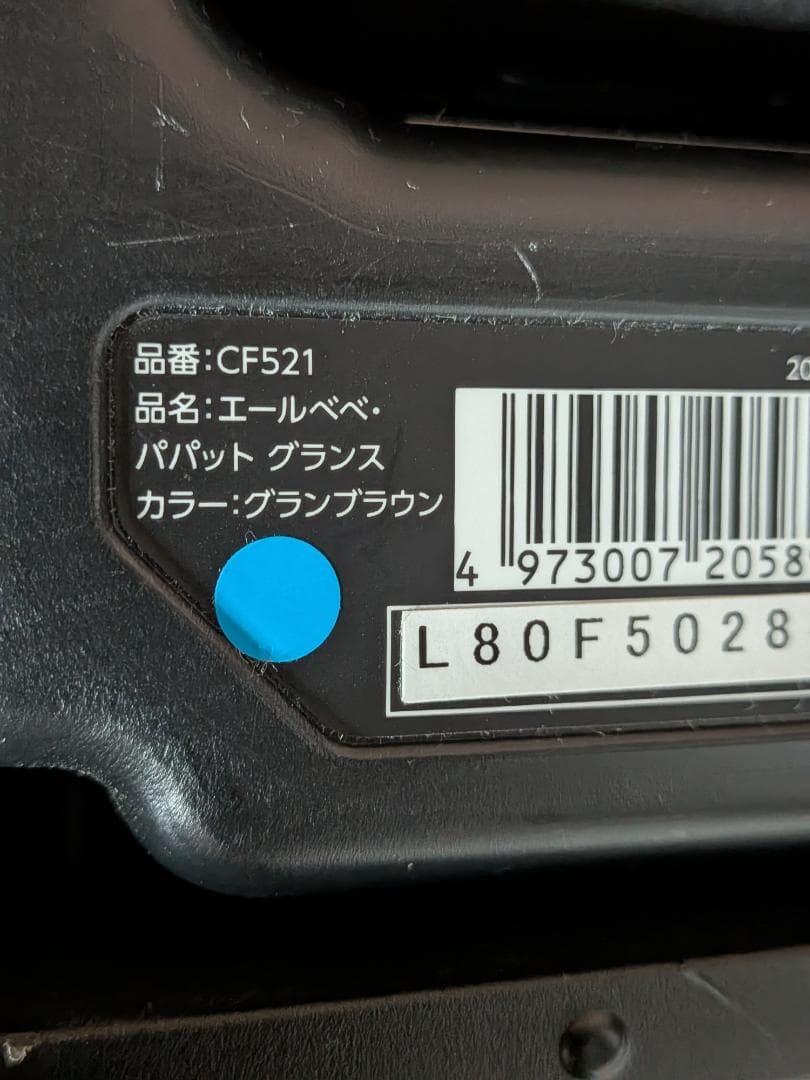 品番:CF521
20
品名:エールベベ・
パパット グランス
カラー:グランブラウン
4 973007 2058
L80F5028